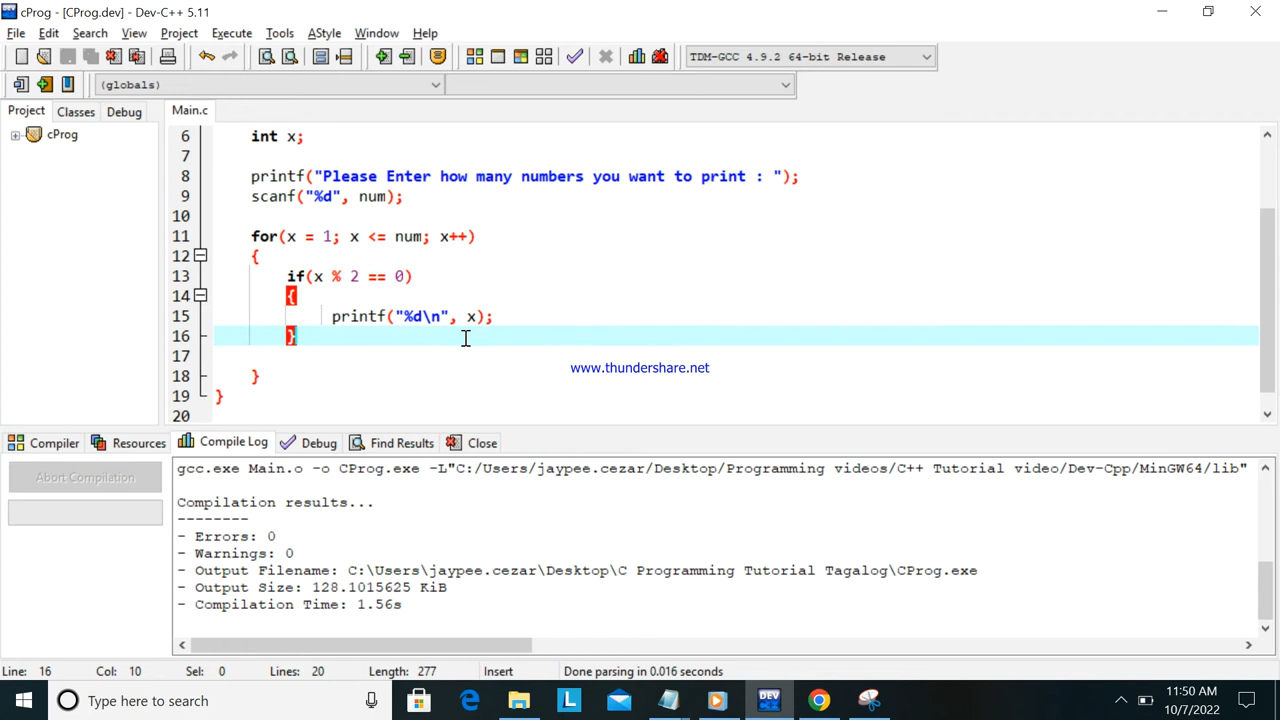 cProg - [CProg.dev] - Dev-C++ 5.11
File Edit Search View Project Execute Tools AStyle Window Help
TDM-GCC 4.9.2 64-bit Release
(globals)
Project Classes Debug Main.c
cProg
6 int x;
7
8 printf("Please Enter how many numbers you want to print : ");
9 scanf("%d", num);
10
11 for(x = 1; x <= num; x++)
12 {
13 if(x % 2 == 0)
14 {
15 printf("%d\n", x);
16 }
17
www.thundershare.net
18 }
19 }
20
Compiler Resources Compile Log Debug Find Results Close
Abort Compilation
gcc.exe Main.o -o CProg.exe -L"C:/Users/jaypee.cezar/Desktop/Programming videos/C++ Tutorial video/Dev-Cpp/MinGW64/lib"
Compilation results...
--------
- Errors: 0
- Warnings: 0
- Output Filename: C:\Users\jaypee.cezar\Desktop\C Programming Tutorial Tagalog\CProg.exe
- Output Size: 128.1015625 KiB
- Compilation Time: 1.56s
Line: 16 Col: 10 Sel: 0 Lines: 20 Length: 277 Insert Done parsing in 0.016 seconds
Type here to search
DEV
11:50 AM
10/7/2022